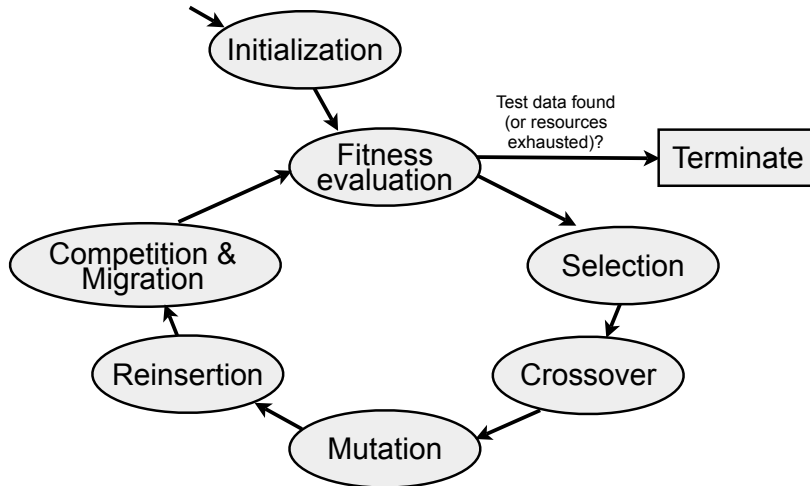 Initialization
Test data found
(or resources
exhausted)?
Fitness
evaluation
Terminate
Competition &
Migration
Selection
Reinsertion
Crossover
Mutation